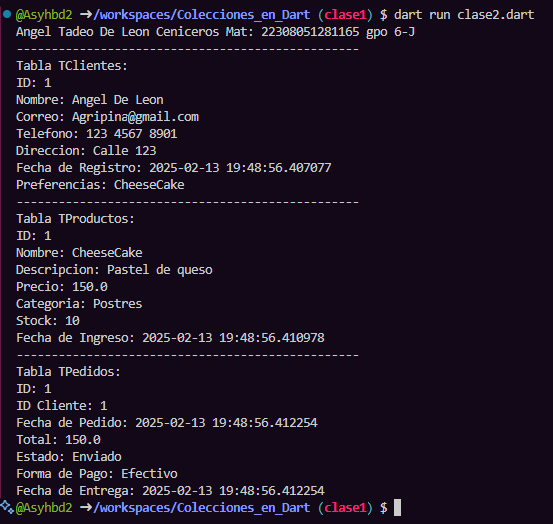 @Asyhbd2 ➜/workspaces/Colecciones_en_Dart (clase1) $ dart run clase2.dart
Angel Tadeo De Leon Ceniceros Mat: 22308051281165 gpo 6-J
-------------------------------------------------
Tabla TClientes:
ID: 1
Nombre: Angel De Leon
Correo: Agripina@gmail.com
Telefono: 123 4567 8901
Direccion: Calle 123
Fecha de Registro: 2025-02-13 19:48:56.407077
Preferencias: CheeseCake
-------------------------------------------------
Tabla TProductos:
ID: 1
Nombre: CheeseCake
Descripcion: Pastel de queso
Precio: 150.0
Categoria: Postres
Stock: 10
Fecha de Ingreso: 2025-02-13 19:48:56.410978
-------------------------------------------------
Tabla TPedidos:
ID: 1
ID Cliente: 1
Fecha de Pedido: 2025-02-13 19:48:56.412254
Total: 150.0
Estado: Enviado
Forma de Pago: Efectivo
Fecha de Entrega: 2025-02-13 19:48:56.412254
@Asyhbd2 ➜/workspaces/Colecciones_en_Dart (clase1) $